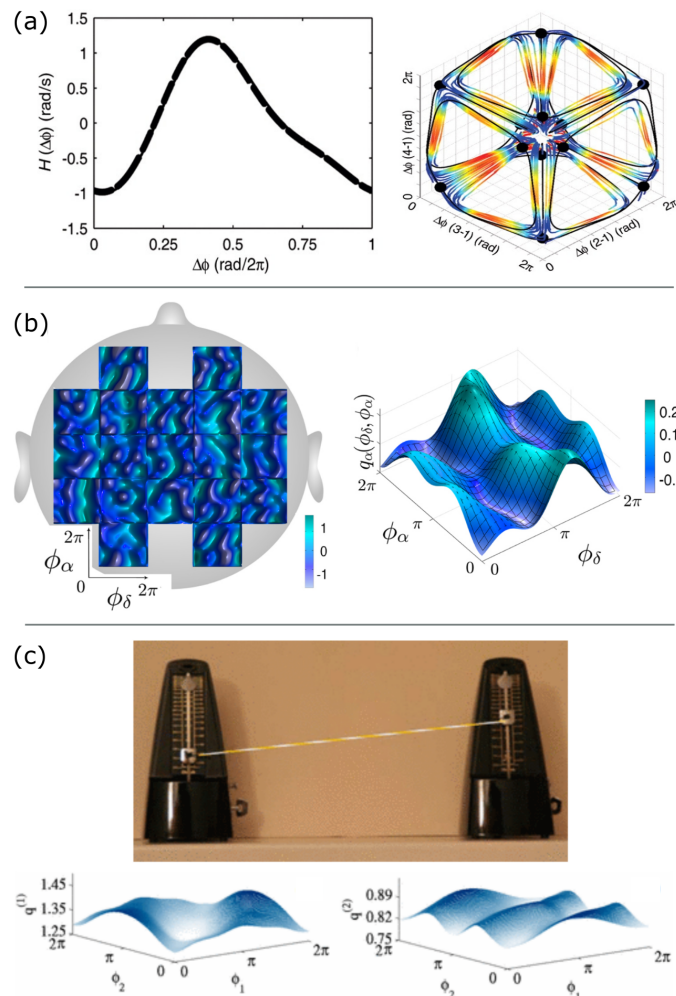 (a)
1.5
1
0.5
0
-0.5
-1
-1.5
H (Δϕ) (rad/s)
0 0.25 0.5 0.75 1
Δϕ (rad/2π)
2π
Δϕ (4-1) (rad)
0
0
Δϕ (3-1) (rad)
2π
0
Δϕ (2-1) (rad)
2π
(b)
2π
ϕα
0
ϕδ
2π
1
0
-1
qα(ϕδ, ϕα)
2π
ϕα
π
0
0
π
ϕδ
2π
0.2
0.1
0
-0.
(c)
1.45
1.35
1.25
q(1)
2π
π
ϕ2
0
0
π
ϕ1
2π
0.89
0.82
0.75
q(2)
2π
π
ϕ2
0
0
π
ϕ1
2π